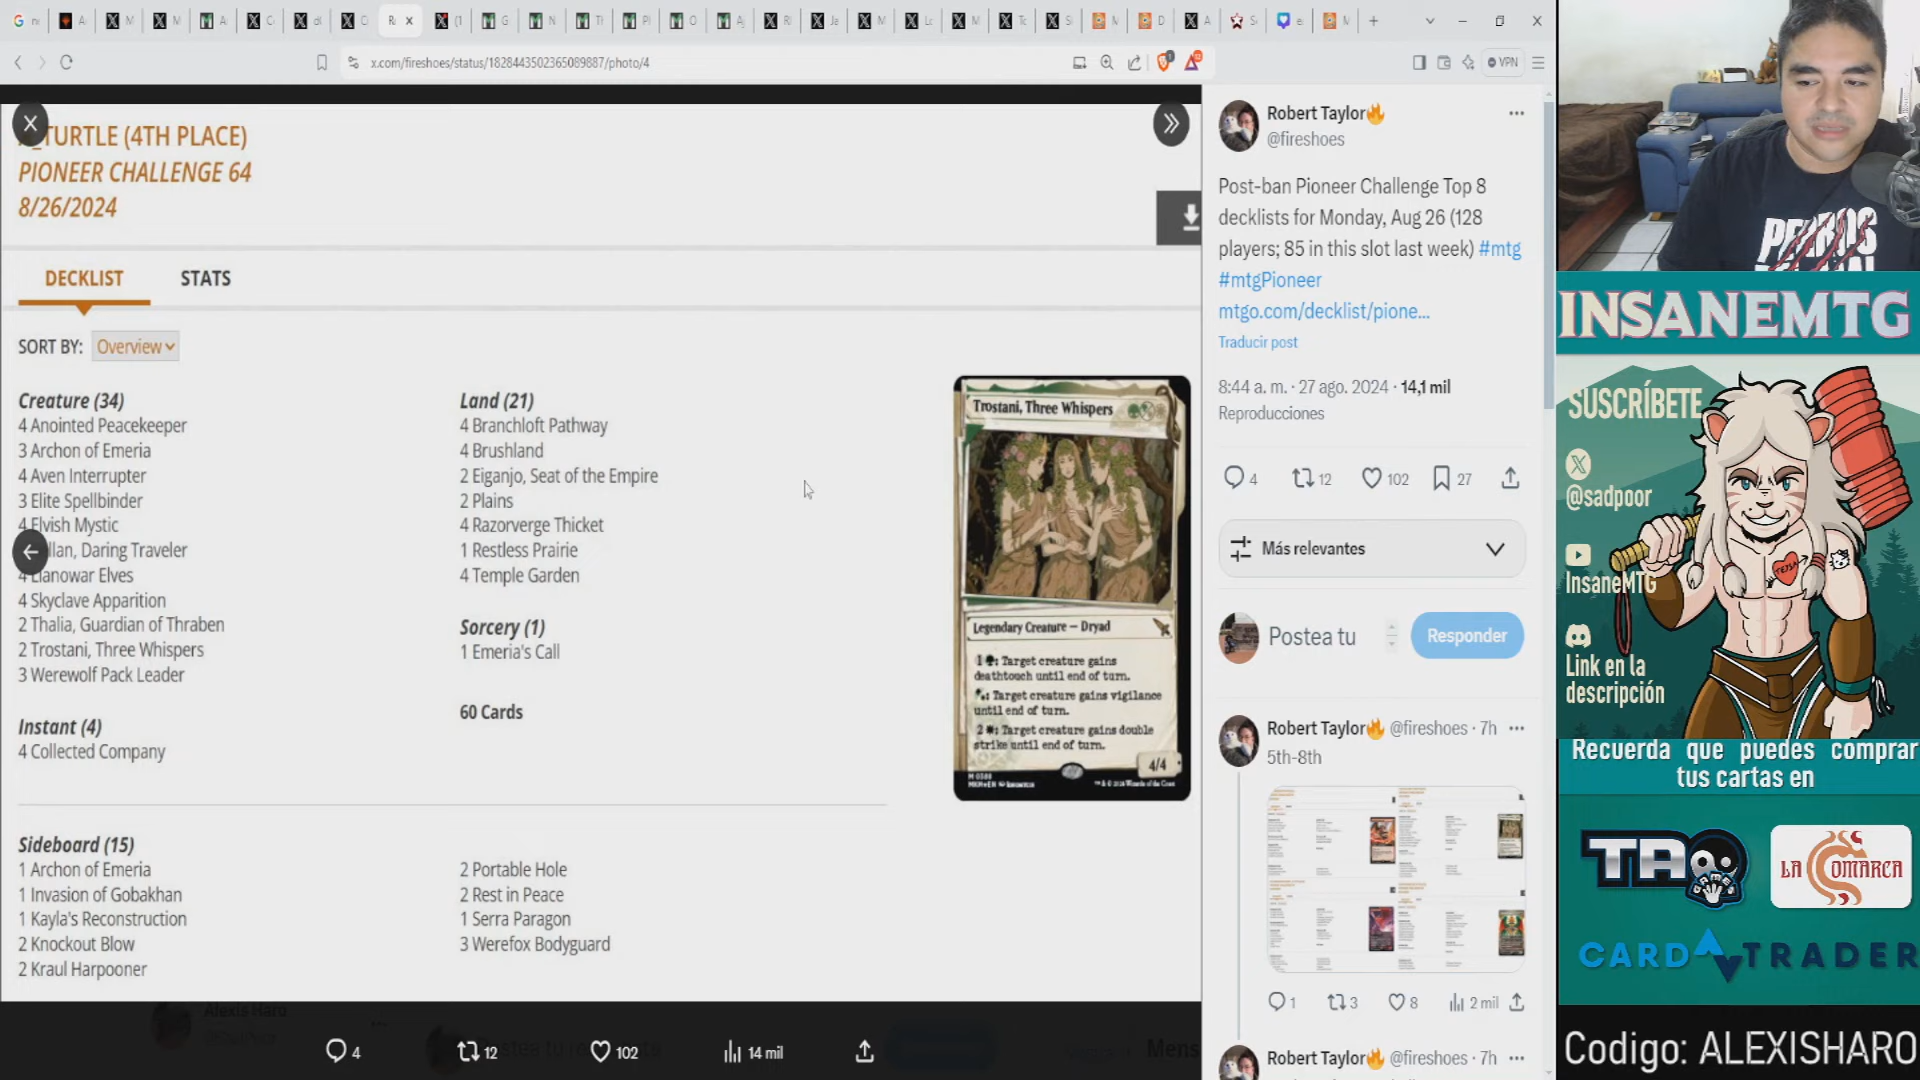 x.com/fireshoes/status/1828443502365089887/photo/4
VPN
_TURTLE (4TH PLACE)
PIONEER CHALLENGE 64
8/26/2024
DECKLIST
STATS
SORT BY: Overview
Creature (34)
4 Anointed Peacekeeper
3 Archon of Emeria
4 Aven Interrupter
3 Elite Spellbinder
4 Elvish Mystic
llan, Daring Traveler
4 Llanowar Elves
4 Skyclave Apparition
2 Thalia, Guardian of Thraben
2 Trostani, Three Whispers
3 Werewolf Pack Leader
Instant (4)
4 Collected Company
Land (21)
4 Branchloft Pathway
4 Brushland
2 Eiganjo, Seat of the Empire
2 Plains
4 Razorverge Thicket
1 Restless Prairie
4 Temple Garden
Sorcery (1)
1 Emeria's Call
60 Cards
Sideboard (15)
1 Archon of Emeria
1 Invasion of Gobakhan
1 Kayla's Reconstruction
2 Knockout Blow
2 Kraul Harpooner
2 Portable Hole
2 Rest in Peace
1 Serra Paragon
3 Werefox Bodyguard
Trostani, Three Whispers
Legendary Creature – Dryad
: Target creature gains
deathtouch until end of turn.
: Target creature gains vigilance
until end of turn.
: Target creature gains double
strike until end of turn.
4/4
Alexis Haro
4
12
102
14 mil
Robert Taylor🔥
@fireshoes
Post-ban Pioneer Challenge Top 8
decklists for Monday, Aug 26 (128
players; 85 in this slot last week) #mtg
#mtgPioneer
mtgo.com/decklist/pione...
Traducir post
8:44 a. m. · 27 ago. 2024 · 14,1 mil
Reproducciones
4
12
102
27
Más relevantes
Postea tu
Responder
Robert Taylor🔥 @fireshoes · 7h
5th-8th
1
3
8
2 mil
Robert Taylor🔥 @fireshoes · 7h
INSANEMTG
SUSCRÍBETE
@sadpoor
InsaneMTG
Link en la
descripción
Recuerda que puedes comprar
tus cartas en
TAO
GAMES
LA COMARCA
CARD TRADER
Codigo: ALEXISHARO